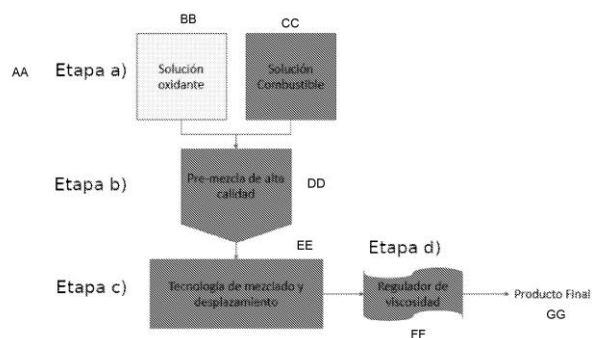 BB
CC
AA
Etapa a)
Solución
oxidante
Solución
Combustible
Etapa b)
Pre-mezcla de alta
calidad
DD
EE
Etapa d)
Etapa c)
Tecnología de mezclado y
desplazamiento
Regulador de
viscosidad
Producto Final
GG
FF